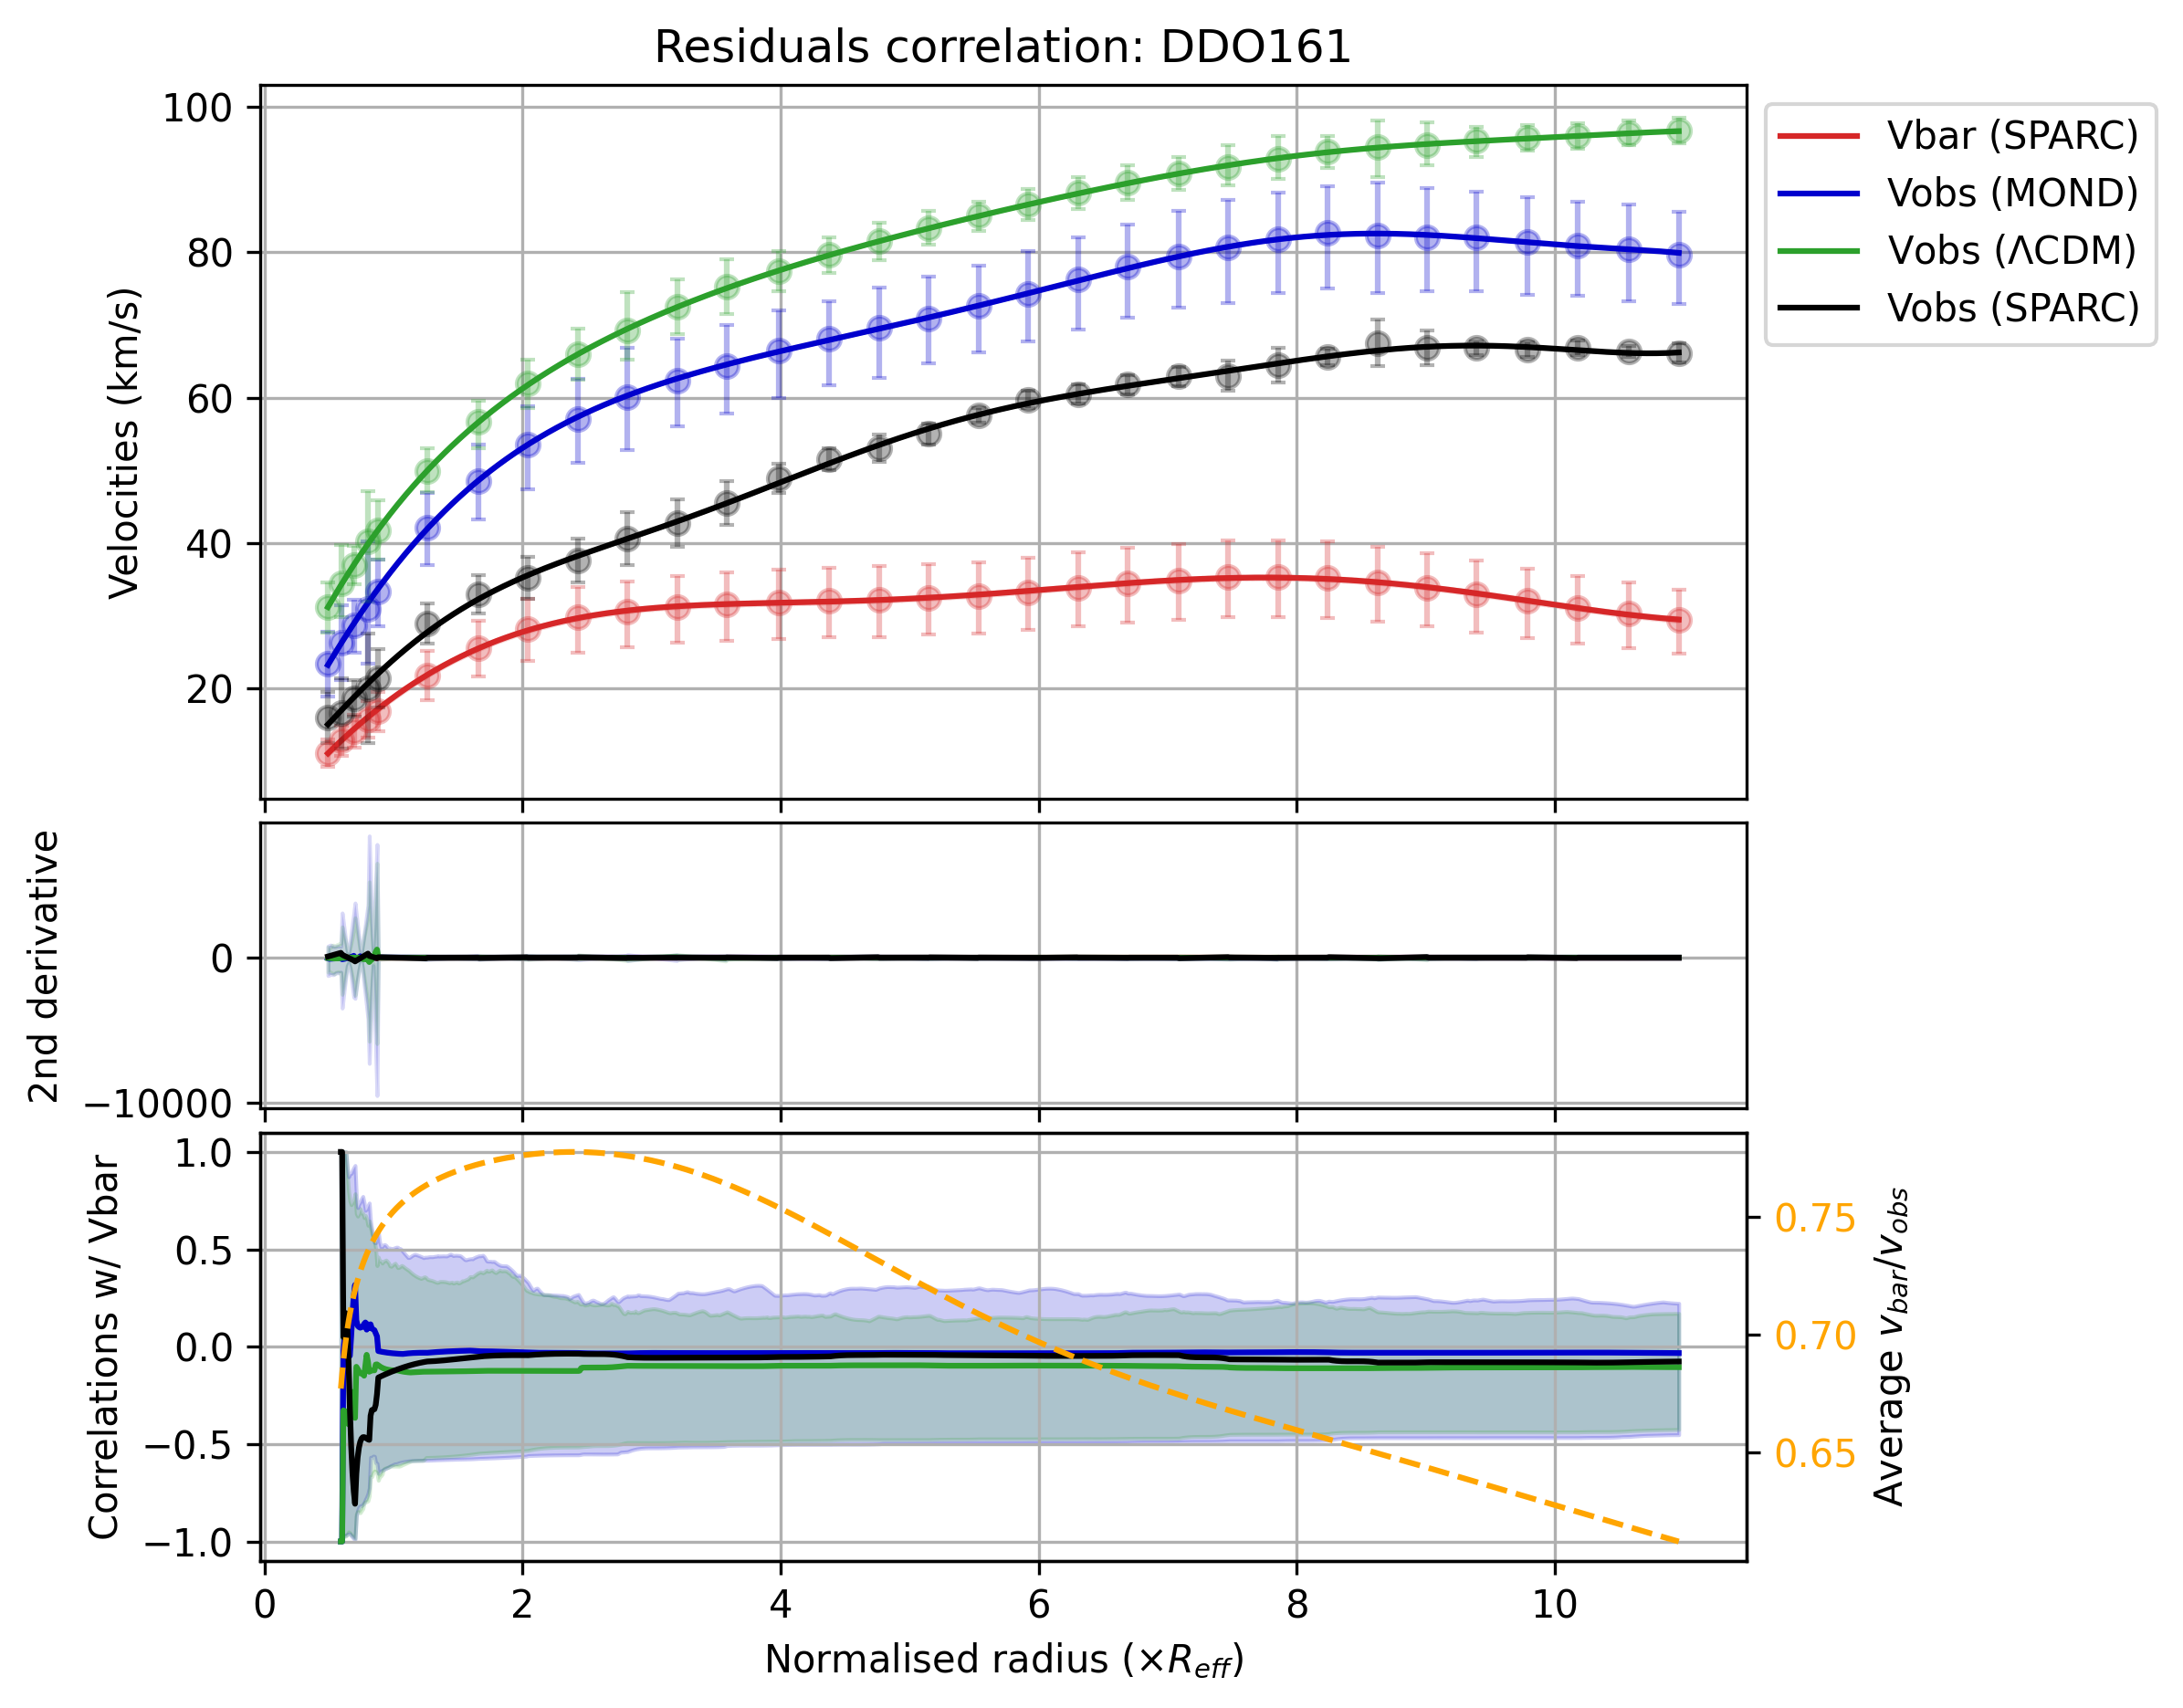 Residuals correlation: DDO161
100
80
60
40
20
Velocities (km/s)
Vbar (SPARC)
Vobs (MOND)
Vobs (ΛCDM)
Vobs (SPARC)
0
−10000
2nd derivative
1.0
0.5
0.0
−0.5
−1.0
Correlations w/ Vbar
0.75
0.70
0.65
Average v_bar/v_obs
0 2 4 6 8 10
Normalised radius (×R_eff)